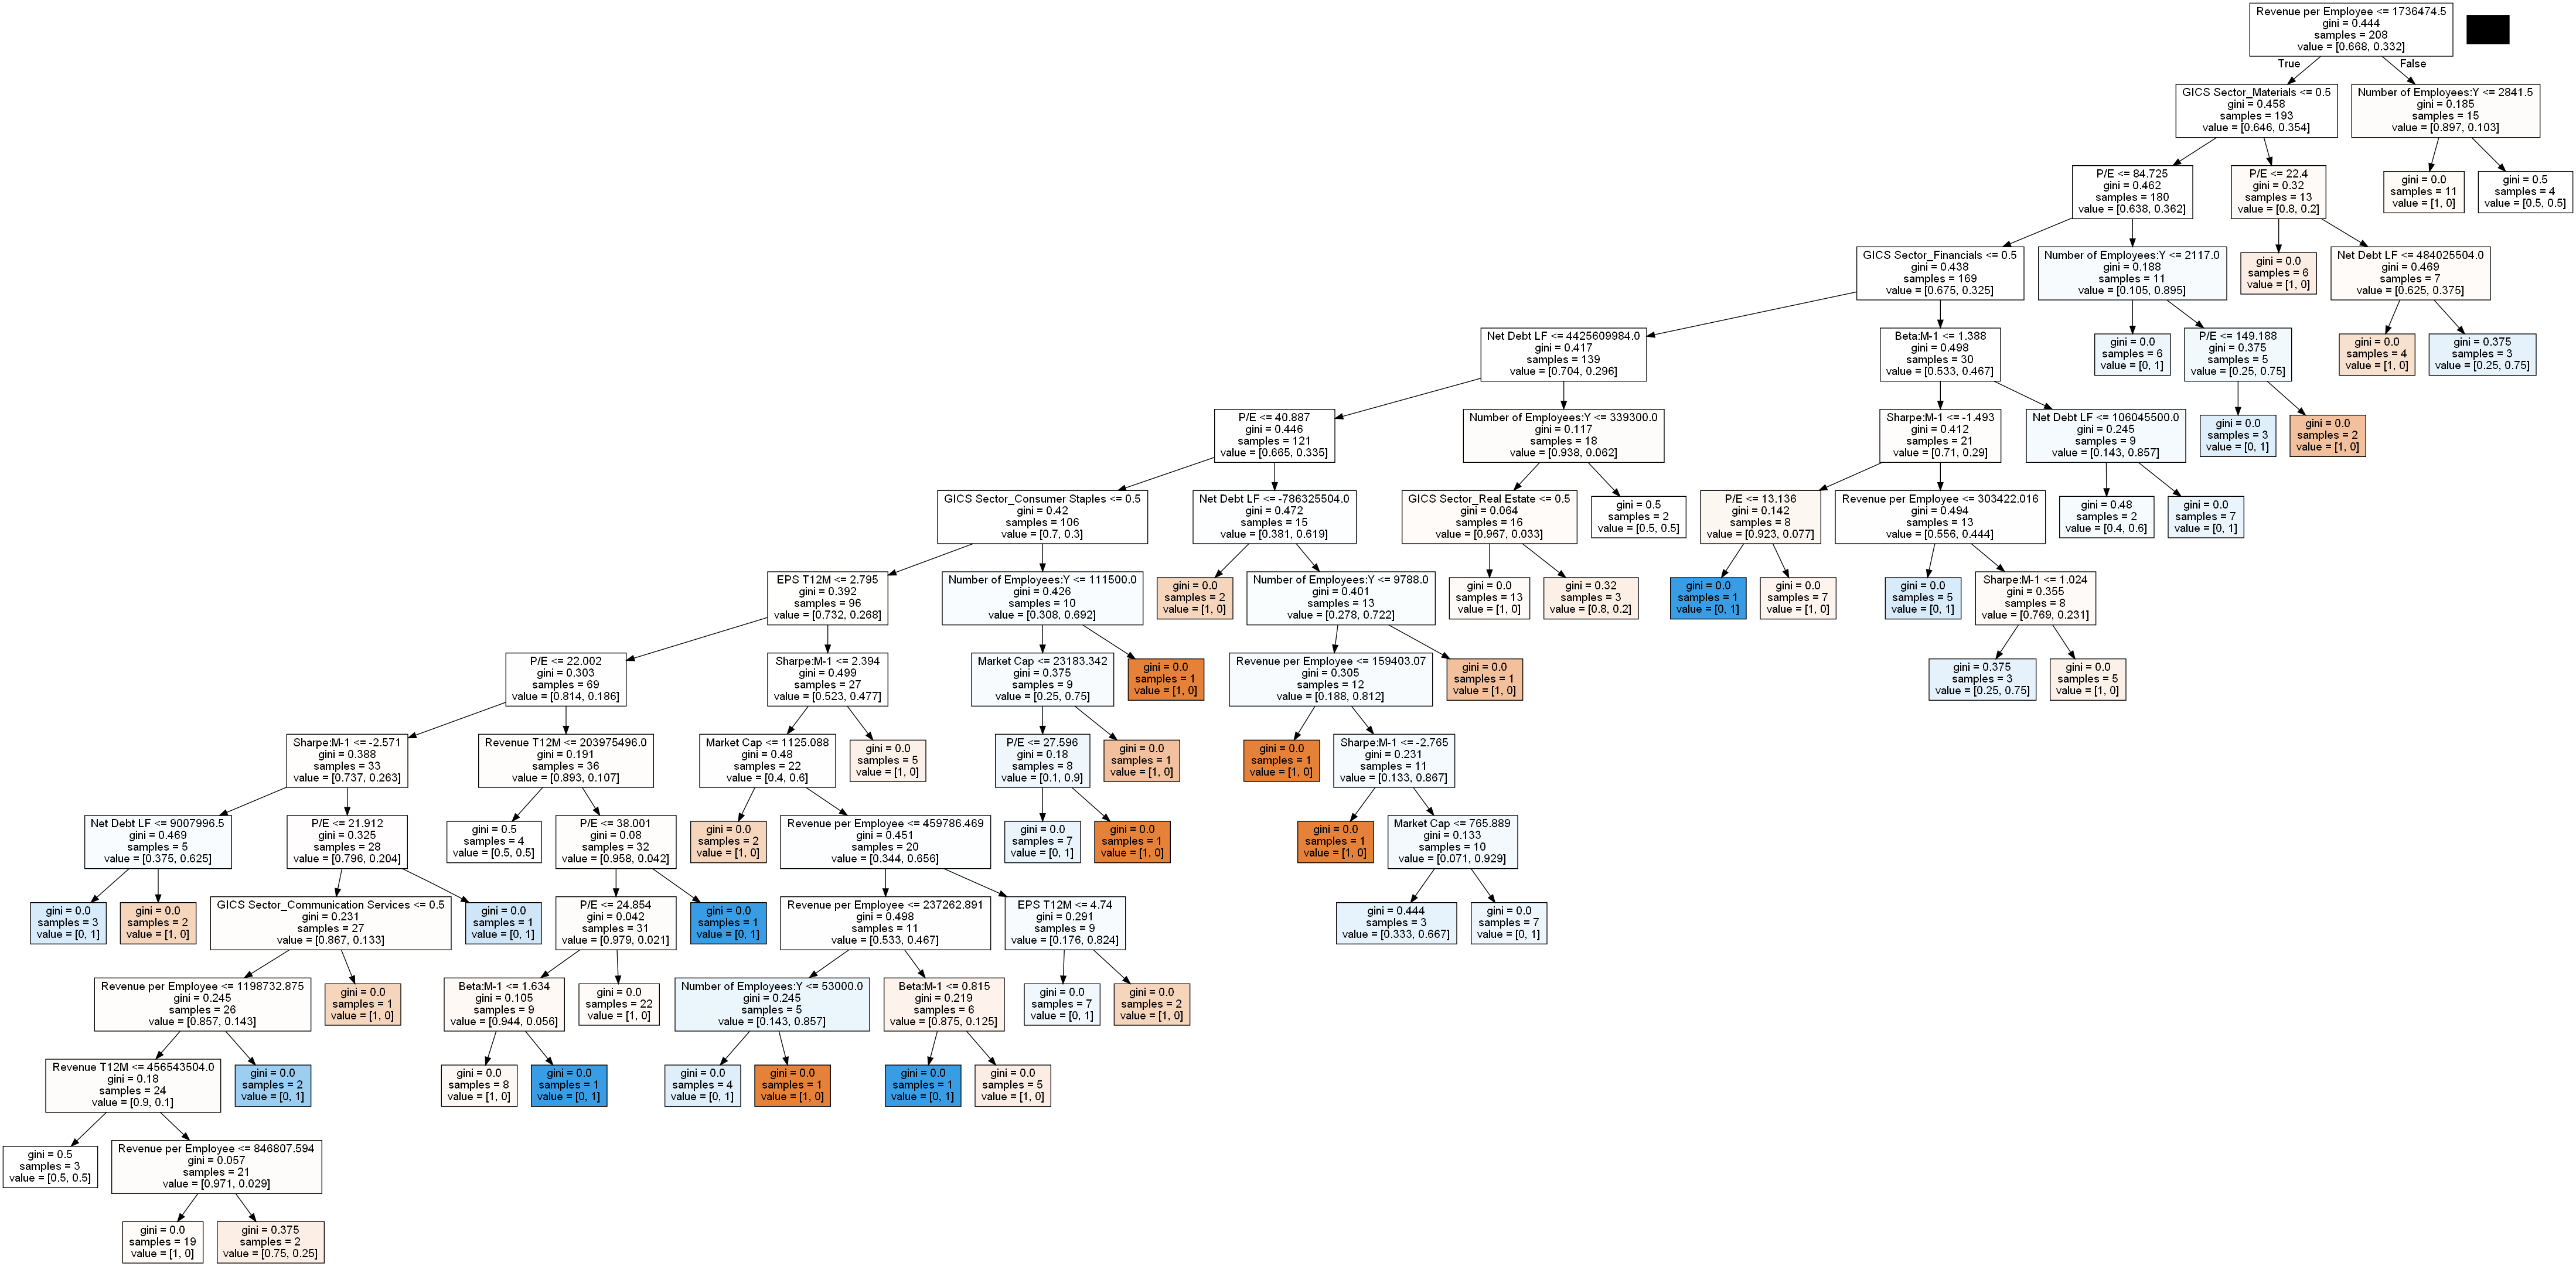 Revenue per Employee <= 1736474.5
gini = 0.444
samples = 208
value = [0.668, 0.332]
True
False
GICS Sector_Materials <= 0.5
gini = 0.458
samples = 193
value = [0.646, 0.354]
Number of Employees:Y <= 2841.5
gini = 0.185
samples = 15
value = [0.897, 0.103]
P/E <= 84.725
gini = 0.462
samples = 180
value = [0.638, 0.362]
P/E <= 22.4
gini = 0.32
samples = 13
value = [0.8, 0.2]
gini = 0.0
samples = 11
value = [1, 0]
gini = 0.5
samples = 4
value = [0.5, 0.5]
GICS Sector_Financials <= 0.5
gini = 0.438
samples = 169
value = [0.675, 0.325]
Number of Employees:Y <= 2117.0
gini = 0.188
samples = 11
value = [0.105, 0.895]
gini = 0.0
samples = 6
value = [1, 0]
Net Debt LF <= 484025504.0
gini = 0.469
samples = 7
value = [0.625, 0.375]
Net Debt LF <= 4425609984.0
gini = 0.417
samples = 139
value = [0.704, 0.296]
Beta:M-1 <= 1.388
gini = 0.498
samples = 30
value = [0.533, 0.467]
gini = 0.0
samples = 6
value = [0, 1]
P/E <= 149.188
gini = 0.375
samples = 5
value = [0.25, 0.75]
gini = 0.0
samples = 4
value = [1, 0]
gini = 0.375
samples = 3
value = [0.25, 0.75]
P/E <= 40.887
gini = 0.446
samples = 121
value = [0.665, 0.335]
Number of Employees:Y <= 339300.0
gini = 0.117
samples = 18
value = [0.938, 0.062]
Sharpe:M-1 <= -1.493
gini = 0.412
samples = 21
value = [0.71, 0.29]
Net Debt LF <= 106045500.0
gini = 0.245
samples = 9
value = [0.143, 0.857]
gini = 0.0
samples = 3
value = [0, 1]
gini = 0.0
samples = 2
value = [1, 0]
GICS Sector_Consumer Staples <= 0.5
gini = 0.42
samples = 106
value = [0.7, 0.3]
Net Debt LF <= -786325504.0
gini = 0.472
samples = 15
value = [0.381, 0.619]
GICS Sector_Real Estate <= 0.5
gini = 0.064
samples = 16
value = [0.967, 0.033]
gini = 0.5
samples = 2
value = [0.5, 0.5]
P/E <= 13.136
gini = 0.142
samples = 8
value = [0.923, 0.077]
Revenue per Employee <= 303422.016
gini = 0.494
samples = 13
value = [0.556, 0.444]
gini = 0.48
samples = 2
value = [0.4, 0.6]
gini = 0.0
samples = 7
value = [0, 1]
EPS T12M <= 2.795
gini = 0.392
samples = 96
value = [0.732, 0.268]
Number of Employees:Y <= 111500.0
gini = 0.426
samples = 10
value = [0.308, 0.692]
gini = 0.0
samples = 2
value = [1, 0]
Number of Employees:Y <= 9788.0
gini = 0.401
samples = 13
value = [0.278, 0.722]
gini = 0.0
samples = 13
value = [1, 0]
gini = 0.32
samples = 3
value = [0.8, 0.2]
gini = 0.0
samples = 1
value = [0, 1]
gini = 0.0
samples = 7
value = [1, 0]
gini = 0.0
samples = 5
value = [0, 1]
Sharpe:M-1 <= 1.024
gini = 0.355
samples = 8
value = [0.769, 0.231]
P/E <= 22.002
gini = 0.303
samples = 69
value = [0.814, 0.186]
Sharpe:M-1 <= 2.394
gini = 0.499
samples = 27
value = [0.523, 0.477]
Market Cap <= 23183.342
gini = 0.375
samples = 9
value = [0.25, 0.75]
gini = 0.0
samples = 1
value = [1, 0]
Revenue per Employee <= 159403.07
gini = 0.305
samples = 12
value = [0.188, 0.812]
gini = 0.0
samples = 1
value = [1, 0]
gini = 0.375
samples = 3
value = [0.25, 0.75]
gini = 0.0
samples = 5
value = [1, 0]
Sharpe:M-1 <= -2.571
gini = 0.388
samples = 33
value = [0.737, 0.263]
Revenue T12M <= 203975496.0
gini = 0.191
samples = 36
value = [0.893, 0.107]
Market Cap <= 1125.088
gini = 0.48
samples = 22
value = [0.4, 0.6]
gini = 0.0
samples = 5
value = [1, 0]
P/E <= 27.596
gini = 0.18
samples = 8
value = [0.1, 0.9]
gini = 0.0
samples = 1
value = [1, 0]
gini = 0.0
samples = 1
value = [1, 0]
Sharpe:M-1 <= -2.765
gini = 0.231
samples = 11
value = [0.133, 0.867]
Net Debt LF <= 9007996.5
gini = 0.469
samples = 5
value = [0.375, 0.625]
P/E <= 21.912
gini = 0.325
samples = 28
value = [0.796, 0.204]
gini = 0.5
samples = 4
value = [0.5, 0.5]
P/E <= 38.001
gini = 0.08
samples = 32
value = [0.958, 0.042]
gini = 0.0
samples = 2
value = [1, 0]
Revenue per Employee <= 459786.469
gini = 0.451
samples = 20
value = [0.344, 0.656]
gini = 0.0
samples = 7
value = [0, 1]
gini = 0.0
samples = 1
value = [1, 0]
gini = 0.0
samples = 1
value = [1, 0]
Market Cap <= 765.889
gini = 0.133
samples = 10
value = [0.071, 0.929]
gini = 0.0
samples = 3
value = [0, 1]
gini = 0.0
samples = 2
value = [1, 0]
GICS Sector_Communication Services <= 0.5
gini = 0.231
samples = 27
value = [0.867, 0.133]
gini = 0.0
samples = 1
value = [0, 1]
P/E <= 24.854
gini = 0.042
samples = 31
value = [0.979, 0.021]
gini = 0.0
samples = 1
value = [0, 1]
Revenue per Employee <= 237262.891
gini = 0.498
samples = 11
value = [0.533, 0.467]
EPS T12M <= 4.74
gini = 0.291
samples = 9
value = [0.176, 0.824]
gini = 0.444
samples = 3
value = [0.333, 0.667]
gini = 0.0
samples = 7
value = [0, 1]
Revenue per Employee <= 1198732.875
gini = 0.245
samples = 26
value = [0.857, 0.143]
gini = 0.0
samples = 1
value = [1, 0]
Beta:M-1 <= 1.634
gini = 0.105
samples = 9
value = [0.944, 0.056]
gini = 0.0
samples = 22
value = [1, 0]
Number of Employees:Y <= 53000.0
gini = 0.245
samples = 5
value = [0.143, 0.857]
Beta:M-1 <= 0.815
gini = 0.219
samples = 6
value = [0.875, 0.125]
gini = 0.0
samples = 7
value = [0, 1]
gini = 0.0
samples = 2
value = [1, 0]
Revenue T12M <= 456543504.0
gini = 0.18
samples = 24
value = [0.9, 0.1]
gini = 0.0
samples = 2
value = [0, 1]
gini = 0.0
samples = 8
value = [1, 0]
gini = 0.0
samples = 1
value = [0, 1]
gini = 0.0
samples = 4
value = [0, 1]
gini = 0.0
samples = 1
value = [1, 0]
gini = 0.0
samples = 1
value = [0, 1]
gini = 0.0
samples = 5
value = [1, 0]
gini = 0.5
samples = 3
value = [0.5, 0.5]
Revenue per Employee <= 846807.594
gini = 0.057
samples = 21
value = [0.971, 0.029]
gini = 0.0
samples = 19
value = [1, 0]
gini = 0.375
samples = 2
value = [0.75, 0.25]